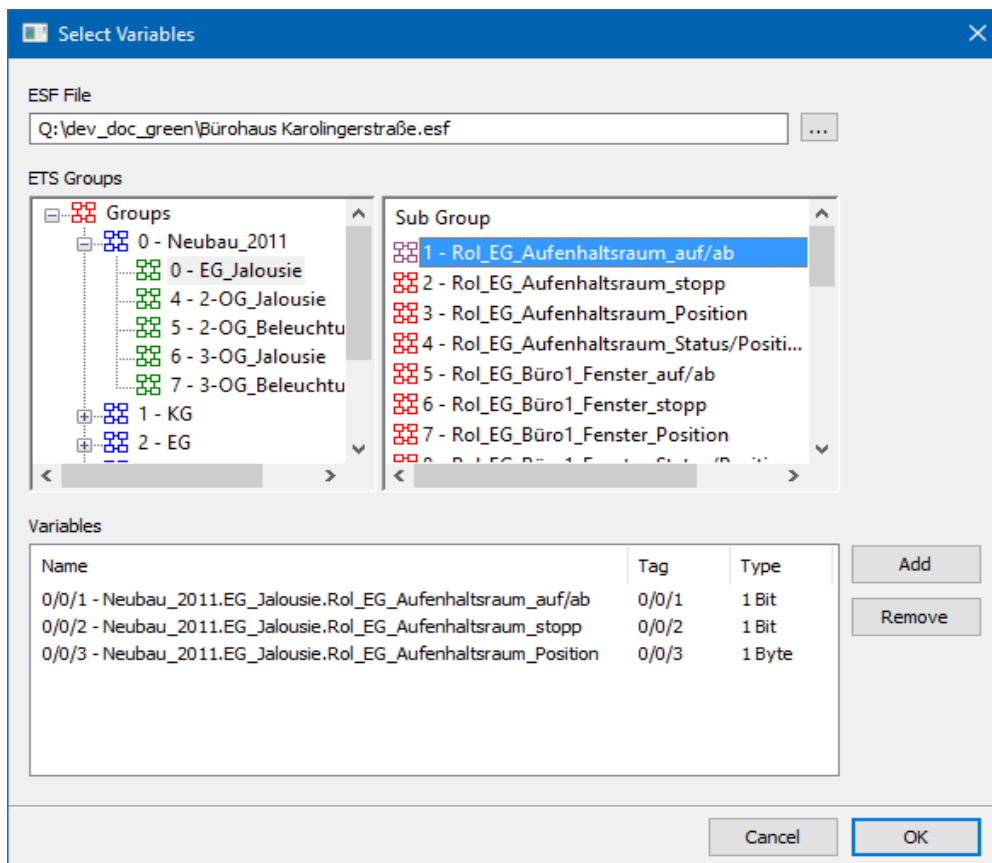 Select Variables
ESF File
Q:\dev_doc_green\Bürohaus Karolingerstraße.esf
...
ETS Groups
Groups
0 - Neubau_2011
0 - EG_Jalousie
4 - 2-OG_Jalousie
5 - 2-OG_Beleuchtu
6 - 3-OG_Jalousie
7 - 3-OG_Beleuchtu
1 - KG
2 - EG
Sub Group
1 - Rol_EG_Aufenhaltsraum_auf/ab
2 - Rol_EG_Aufenhaltsraum_stopp
3 - Rol_EG_Aufenhaltsraum_Position
4 - Rol_EG_Aufenhaltsraum_Status/Positi...
5 - Rol_EG_Büro1_Fenster_auf/ab
6 - Rol_EG_Büro1_Fenster_stopp
7 - Rol_EG_Büro1_Fenster_Position
Variables
Name Tag Type
0/0/1 - Neubau_2011.EG_Jalousie.Rol_EG_Aufenhaltsraum_auf/ab 0/0/1 1 Bit
0/0/2 - Neubau_2011.EG_Jalousie.Rol_EG_Aufenhaltsraum_stopp 0/0/2 1 Bit
0/0/3 - Neubau_2011.EG_Jalousie.Rol_EG_Aufenhaltsraum_Position 0/0/3 1 Byte
Add
Remove
Cancel OK